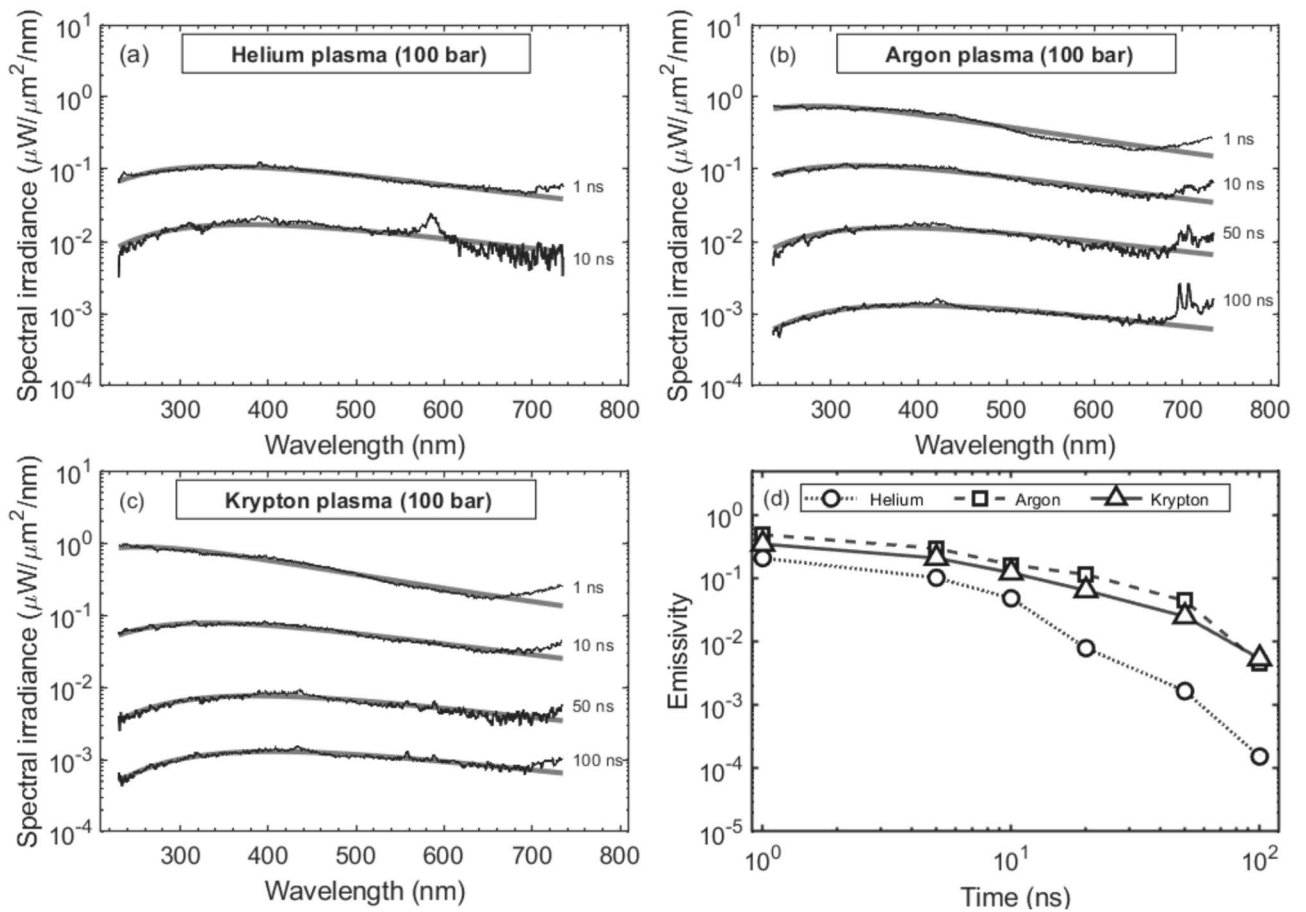 (a) Helium plasma (100 bar)
Spectral irradiance (μW/μm²/nm)
10¹
10⁰
10⁻¹
10⁻²
10⁻³
10⁻⁴
1 ns
10 ns
300 400 500 600 700 800
Wavelength (nm)
(b) Argon plasma (100 bar)
Spectral irradiance (μW/μm²/nm)
10¹
10⁰
10⁻¹
10⁻²
10⁻³
10⁻⁴
1 ns
10 ns
50 ns
100 ns
300 400 500 600 700 800
Wavelength (nm)
(c) Krypton plasma (100 bar)
Spectral irradiance (μW/μm²/nm)
10¹
10⁰
10⁻¹
10⁻²
10⁻³
10⁻⁴
1 ns
10 ns
50 ns
100 ns
300 400 500 600 700 800
Wavelength (nm)
(d) Helium Argon Krypton
Emissivity
10⁰
10⁻¹
10⁻²
10⁻³
10⁻⁴
10⁻⁵
10⁰ 10¹ 10²
Time (ns)